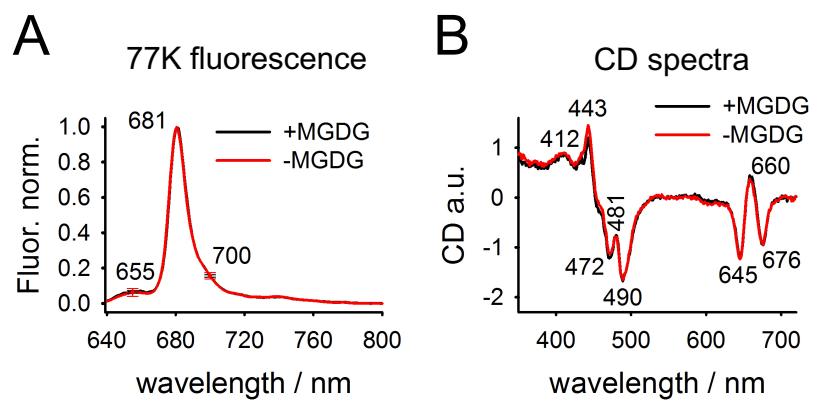 A
77K fluorescence
+MGDG
-MGDG
681
655
700
Fluor. norm.
1.0
0.8
0.6
0.4
0.2
0.0
640
680
720
760
800
wavelength / nm
B
CD spectra
+MGDG
-MGDG
443
412
660
481
472
490
645
676
CD a.u.
1
0
-1
-2
400
500
600
700
wavelength / nm